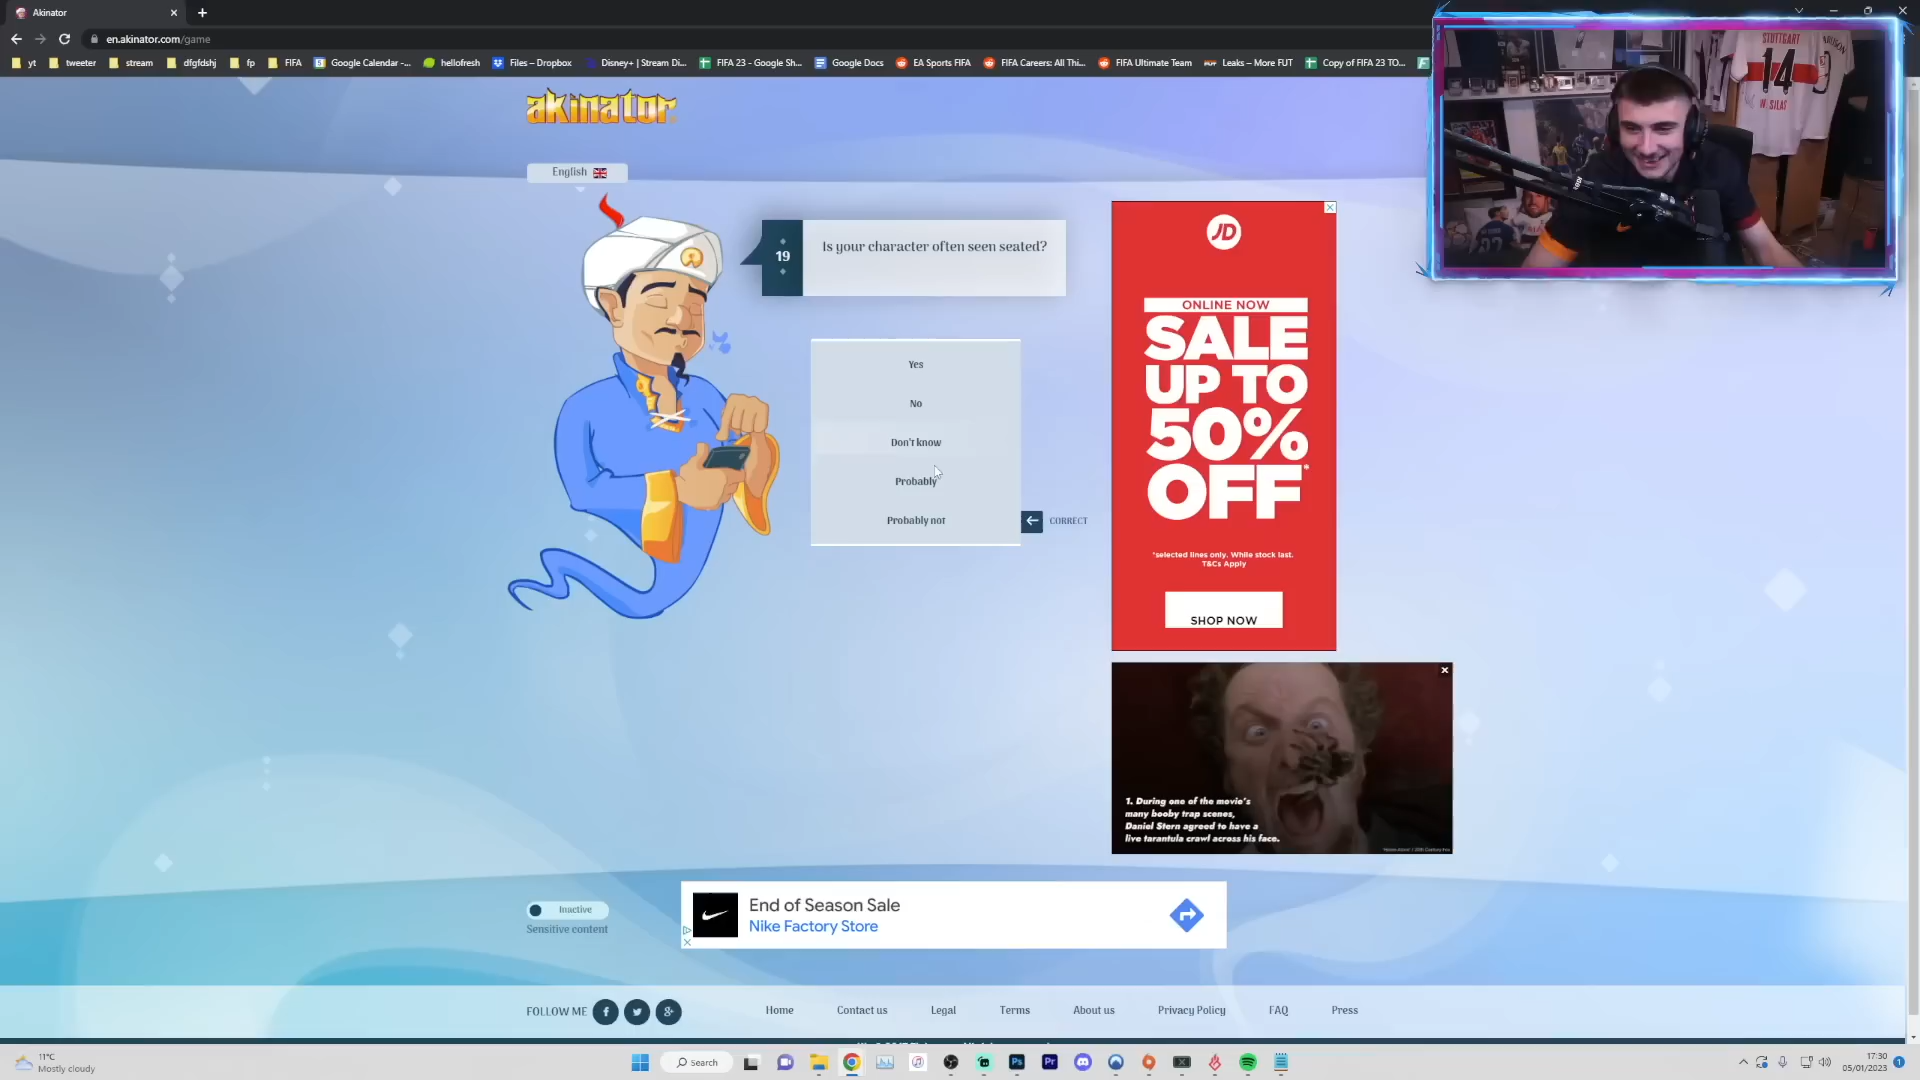 Akinator
en.akinator.com/game
yt
tweeter
stream
dfgfdshj
fp
FIFA
Google Calendar -...
hellofresh
Files – Dropbox
Disney+ | Stream Di...
FIFA 23 - Google Sh...
Google Docs
EA Sports FIFA
FIFA Careers: All Thi...
FIFA Ultimate Team
Leaks – More FUT
Copy of FIFA 23 TO...
STUTTGART
14
W. SILAS
akinator
English
19
Is your character often seen seated?
Yes
No
Don't know
Probably
Probably not
CORRECT
JD
ONLINE NOW
SALE
UP TO
50%
OFF*
*selected lines only. While stock last.
T&Cs Apply
SHOP NOW
1. During one of the movie's
many booby trap scenes,
Daniel Stern agreed to have a
live tarantula crawl across his face.
Inactive
Sensitive content
End of Season Sale
Nike Factory Store
FOLLOW ME
Home
Contact us
Legal
Terms
About us
Privacy Policy
FAQ
Press
11°C
Mostly cloudy
Search
17:30
05/01/2023
1